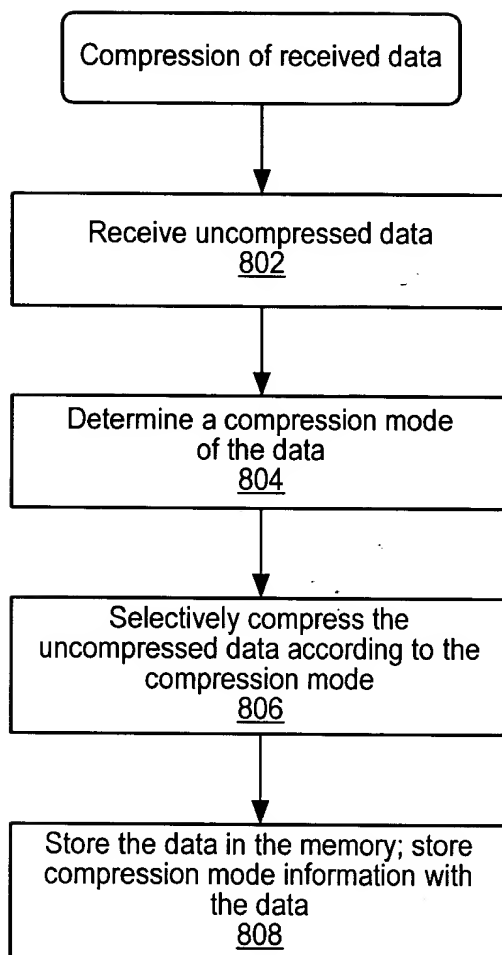 Compression of received data
Receive uncompressed data
802
Determine a compression mode
of the data
804
Selectively compress the
uncompressed data according to the
compression mode
806
Store the data in the memory; store
compression mode information with
the data
808